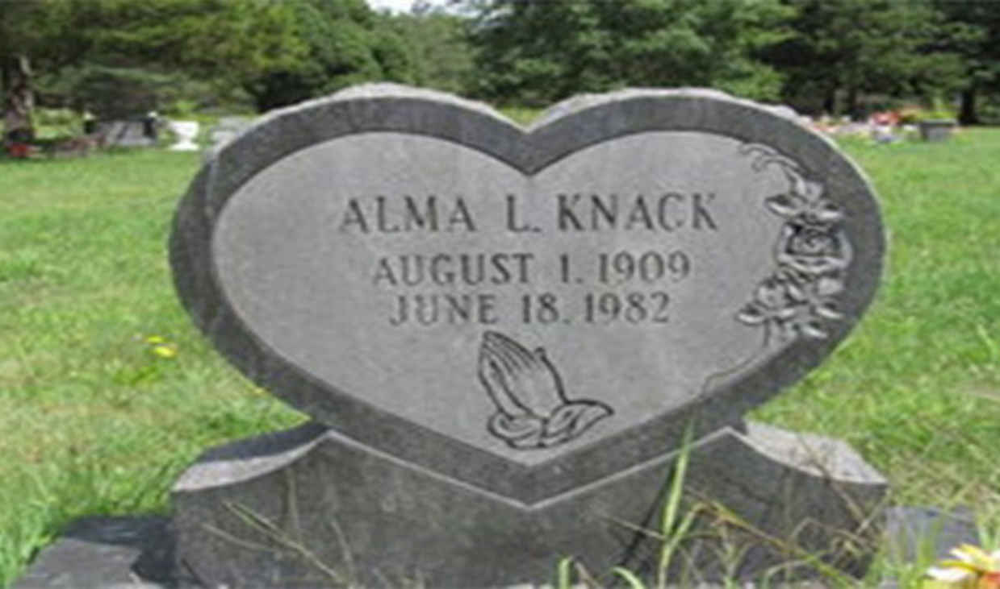 ALMA L. KNACK
AUGUST 1. 1909
JUNE 18. 1982